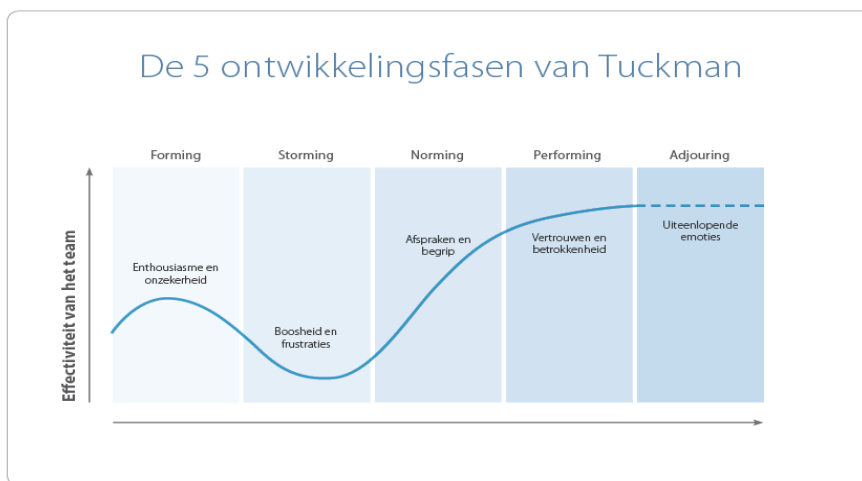 De 5 ontwikkelingsfasen van Tuckman
Forming
Storming
Norming
Performing
Adjouring
Effectiviteit van het team
Enthousiasme en
onzekerheid
Boosheid en
frustraties
Afspraken en
begrip
Vertrouwen en
betrokkenheid
Uiteenlopende
emoties